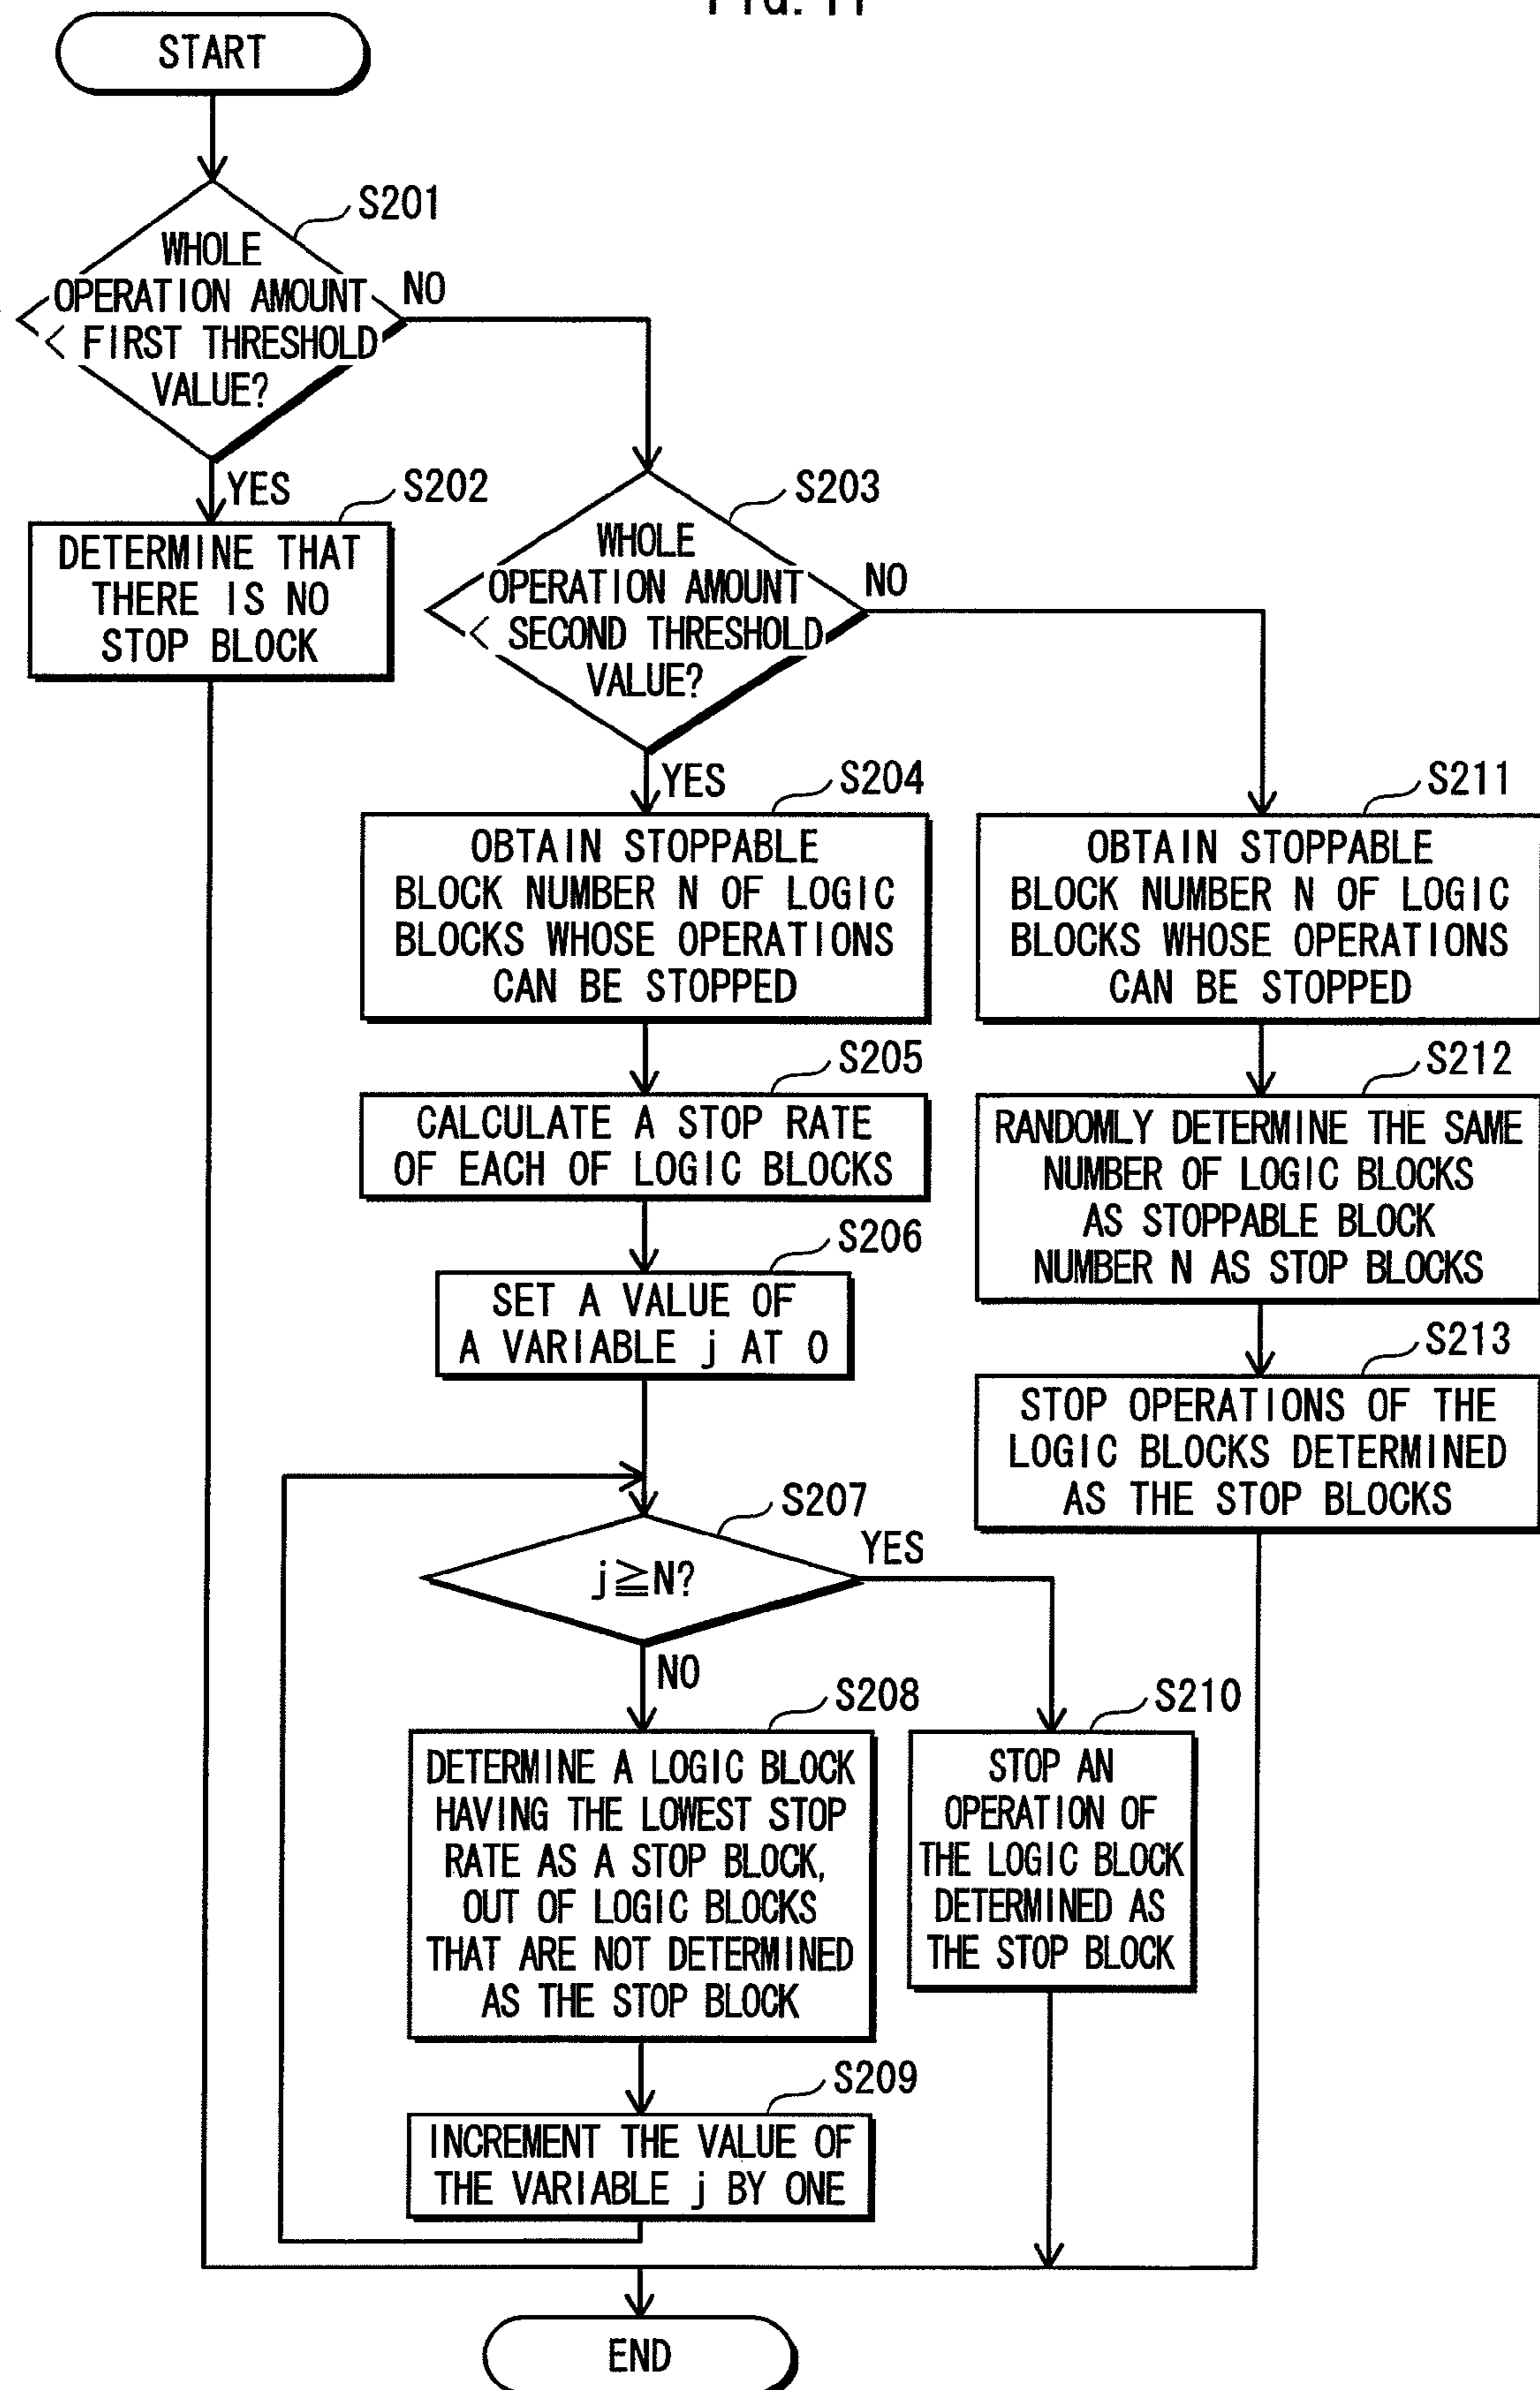 START
S201
WHOLE
OPERATION AMOUNT
< FIRST THRESHOLD
VALUE?
NO
YES
S202
DETERMINE THAT
THERE IS NO
STOP BLOCK
S203
WHOLE
OPERATION AMOUNT
< SECOND THRESHOLD
VALUE?
NO
YES
S204
OBTAIN STOPPABLE
BLOCK NUMBER N OF LOGIC
BLOCKS WHOSE OPERATIONS
CAN BE STOPPED
S211
OBTAIN STOPPABLE
BLOCK NUMBER N OF LOGIC
BLOCKS WHOSE OPERATIONS
CAN BE STOPPED
S205
CALCULATE A STOP RATE
OF EACH OF LOGIC BLOCKS
S212
RANDOMLY DETERMINE THE SAME
NUMBER OF LOGIC BLOCKS
AS STOPPABLE BLOCK
NUMBER N AS STOP BLOCKS
S206
SET A VALUE OF
A VARIABLE j AT 0
S213
STOP OPERATIONS OF THE
LOGIC BLOCKS DETERMINED
AS THE STOP BLOCKS
S207
j≧N?
YES
NO
S208
DETERMINE A LOGIC BLOCK
HAVING THE LOWEST STOP
RATE AS A STOP BLOCK,
OUT OF LOGIC BLOCKS
THAT ARE NOT DETERMINED
AS THE STOP BLOCK
S210
STOP AN
OPERATION OF
THE LOGIC BLOCK
DETERMINED AS
THE STOP BLOCK
S209
INCREMENT THE VALUE OF
THE VARIABLE j BY ONE
END